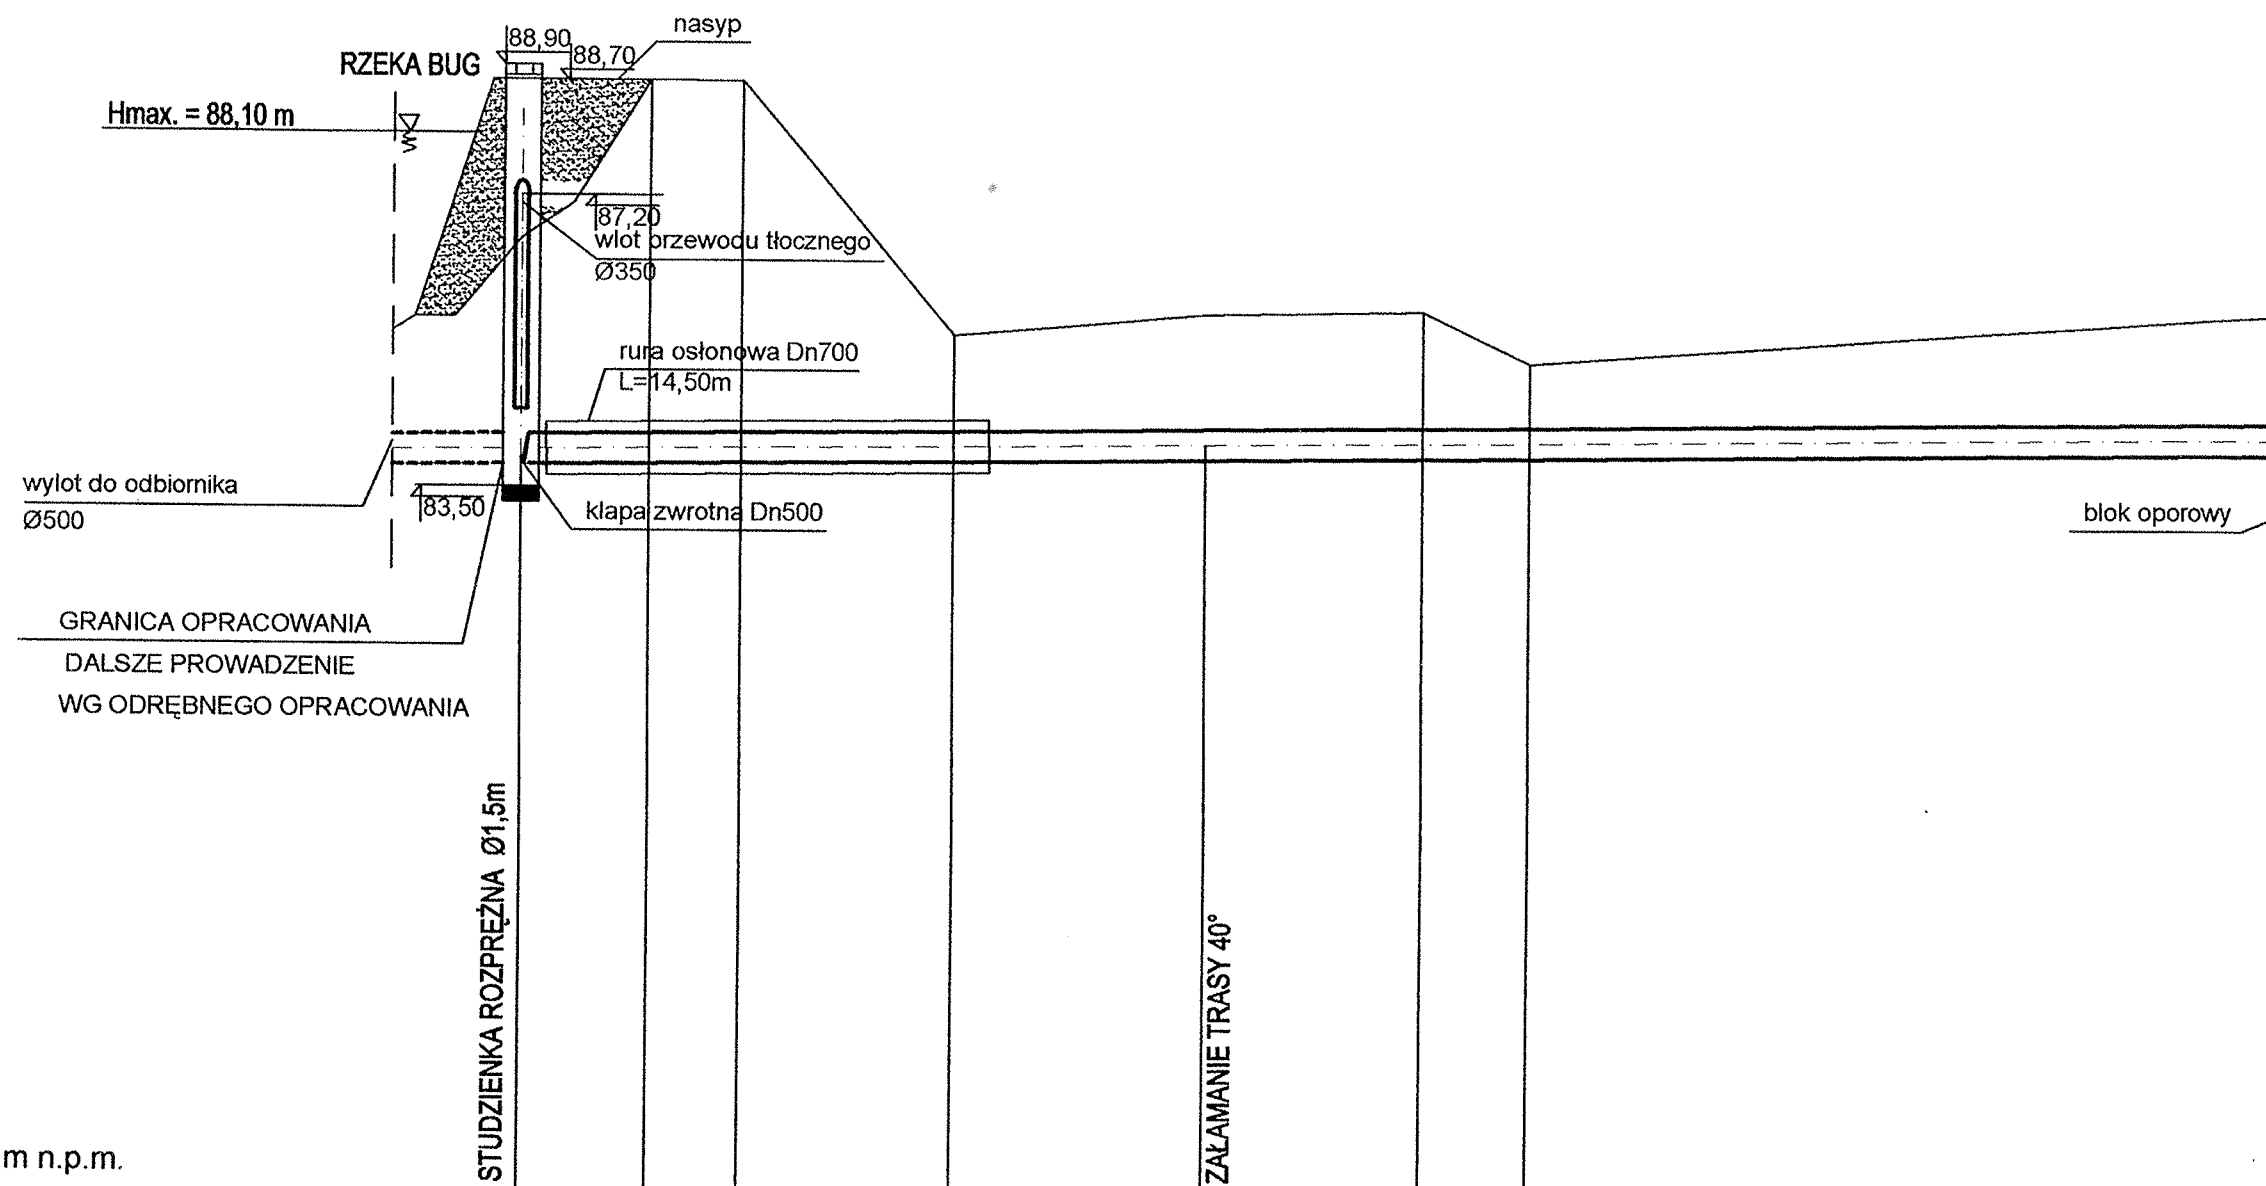 nasyp
88,90
88,70
RZEKA BUG
Hmax. = 88,10 m
87,20
wlot przewodu tłocznego
Ø350
rura osłonowa Dn700
L=14,50m
wylot do odbiornika
Ø500
83,50
klapa zwrotna Dn500
blok oporowy
GRANICA OPRACOWANIA
DALSZE PROWADZENIE
WG ODRĘBNEGO OPRACOWANIA
STUDZIENKA ROZPRĘŻNA Ø1,5m
ZAŁAMANIE TRASY 40°
m n.p.m.